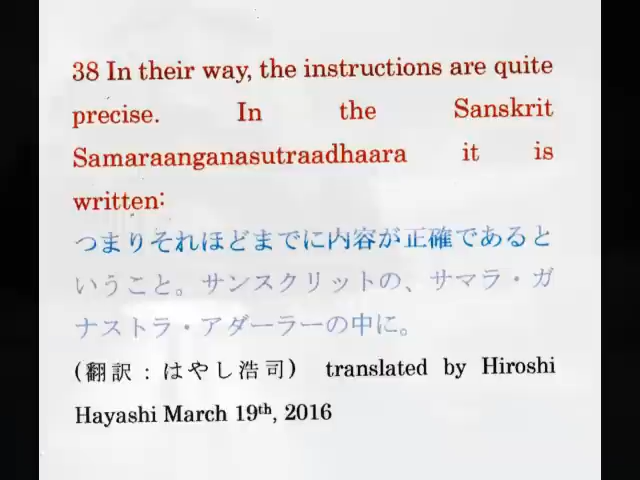 38 In their way, the instructions are quite
precise. In the Sanskrit
Samaraanganasutraadhaara it is
written:
つまりそれほどまでに内容が正確であると
いうこと。サンスクリットの、サマラ・ガ
ナストラ・アダーラーの中に。
(翻訳：はやし浩司) translated by Hiroshi
Hayashi March 19th, 2016